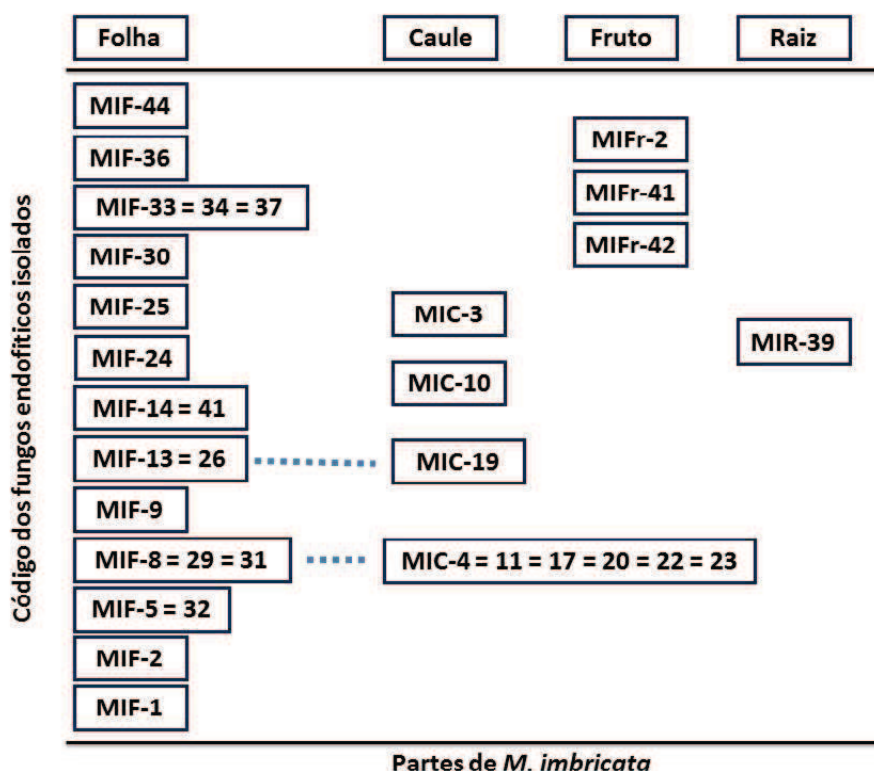 Folha Caule Fruto Raiz
MIF-44
MIFr-2
MIF-36
MIFr-41
MIF-33 = 34 = 37
MIFr-42
MIF-30
MIF-25
MIC-3
MIR-39
MIF-24
MIC-10
MIF-14 = 41
MIF-13 = 26 MIC-19
MIF-9
MIF-8 = 29 = 31 MIC-4 = 11 = 17 = 20 = 22 = 23
MIF-5 = 32
MIF-2
MIF-1
Código dos fungos endofíticos isolados
Partes de M. imbricata